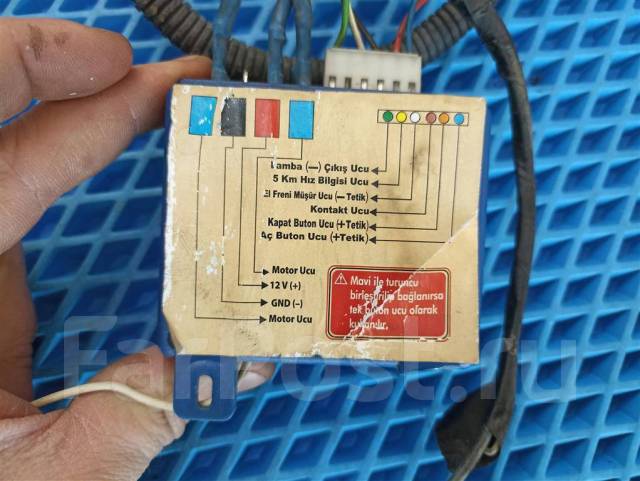 Lamba (—) Çıkış Ucu
5 Km Hız Bilgisi Ucu
El Freni Müşür Ucu (— Tetik)
Kontakt Ucu
Kapat Buton Ucu (+Tetik)
Aç Buton Ucu (+Tetik)
Motor Ucu
12 V (+)
GND (–)
Motor Ucu
Mavi ile turuncu
birleştirilip bağlanırsa
tek buton ucu olarak
kullanılır.
FarPost.ru